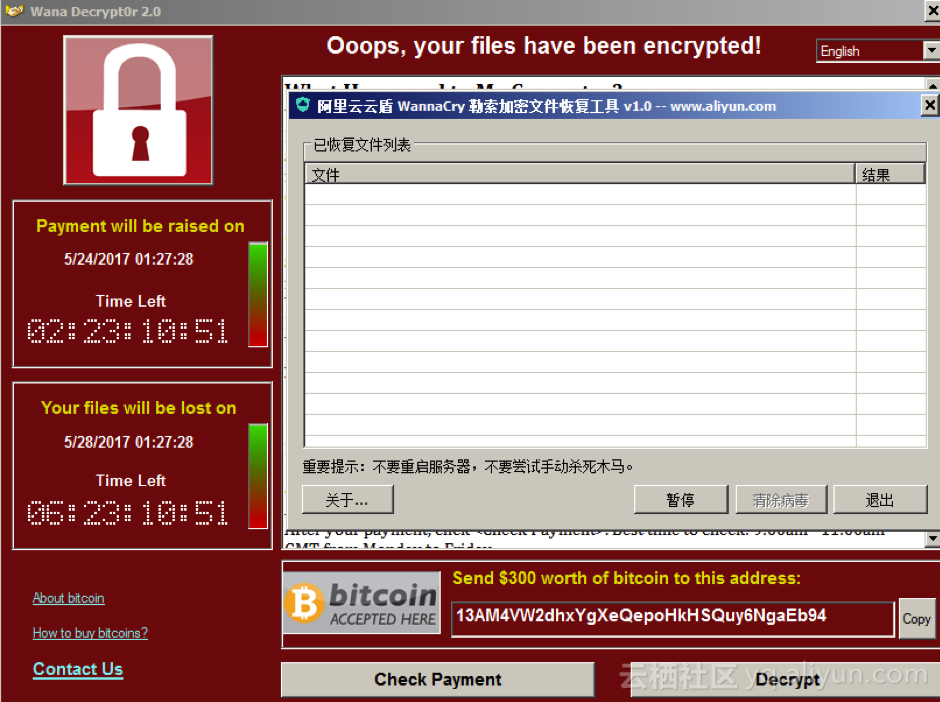 Wana Decrypt0r 2.0
Ooops, your files have been encrypted!
English
阿里云云盾 WannaCry 勒索加密文件恢复工具 v1.0 -- www.aliyun.com
已恢复文件列表
文件 结果
重要提示：不要重启服务器，不要尝试手动杀死木马。
关于... 暂停 清除病毒 退出
Payment will be raised on
5/24/2017 01:27:28
Time Left
02:23:10:51
Your files will be lost on
5/28/2017 01:27:28
Time Left
06:23:10:51
About bitcoin
How to buy bitcoins?
Contact Us
After your payment, click <Check Payment>. Best time to check: 9:00am - 11:00am
GMT from Monday to Friday.
bitcoin
ACCEPTED HERE
Send $300 worth of bitcoin to this address:
13AM4VW2dhxYgXeQepoHkHSQuy6NgaEb94
Copy
Check Payment
Decrypt
云栖社区 yq.aliyun.com